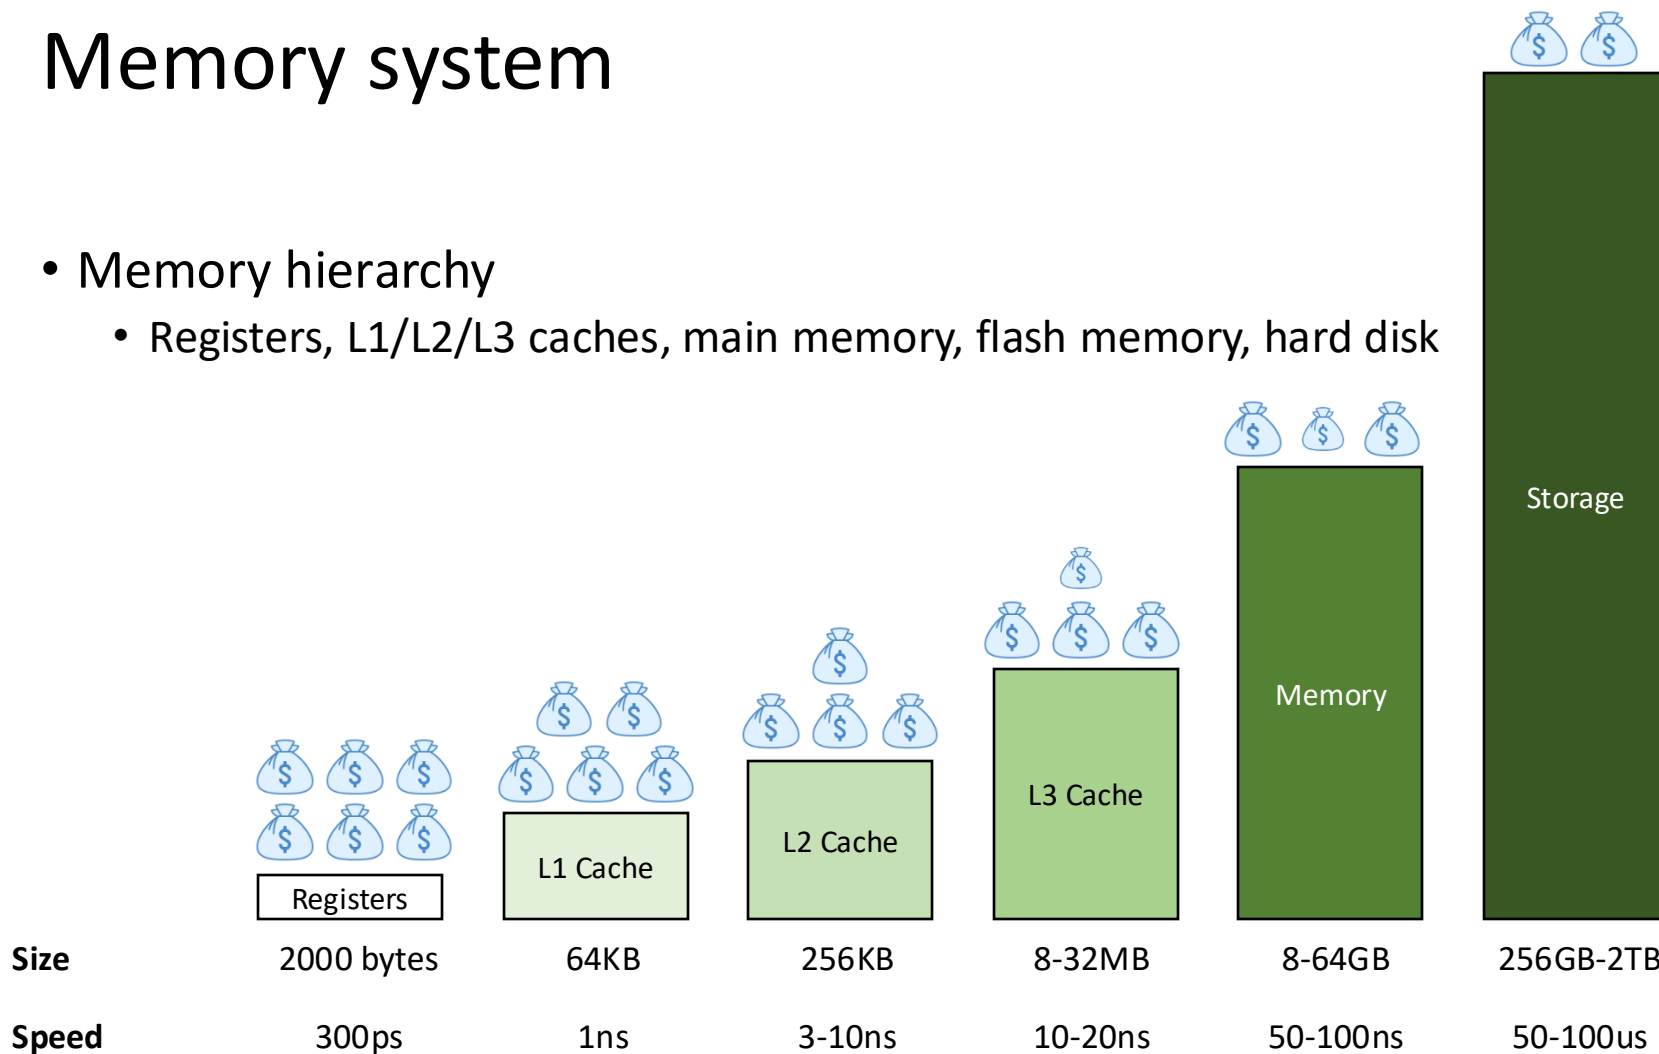 Memory system
• Memory hierarchy
• Registers, L1/L2/L3 caches, main memory, flash memory, hard disk
$ $
$ $ $
$
$ $ $
$
$ $ $
$ $
$ $ $
$ $ $
$ $ $
Registers
L1 Cache
L2 Cache
L3 Cache
Memory
Storage
Size 2000 bytes 64KB 256KB 8-32MB 8-64GB 256GB-2TB
Speed 300ps 1ns 3-10ns 10-20ns 50-100ns 50-100us